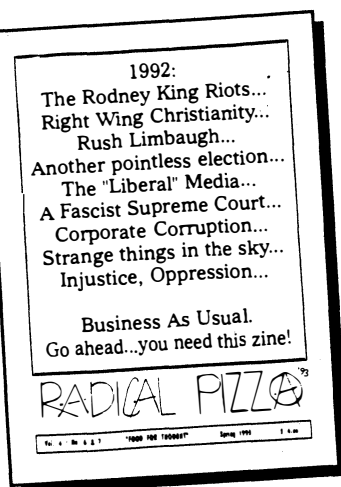 1992:
The Rodney King Riots...
Right Wing Christianity...
Rush Limbaugh...
Another pointless election...
The "Liberal" Media...
A Fascist Supreme Court...
Corporate Corruption...
Strange things in the sky...
Injustice, Oppression...
Business As Usual.
Go ahead...you need this zine!
RADICAL PIZZA '93
"FOOD FOR THOUGHT" Spring